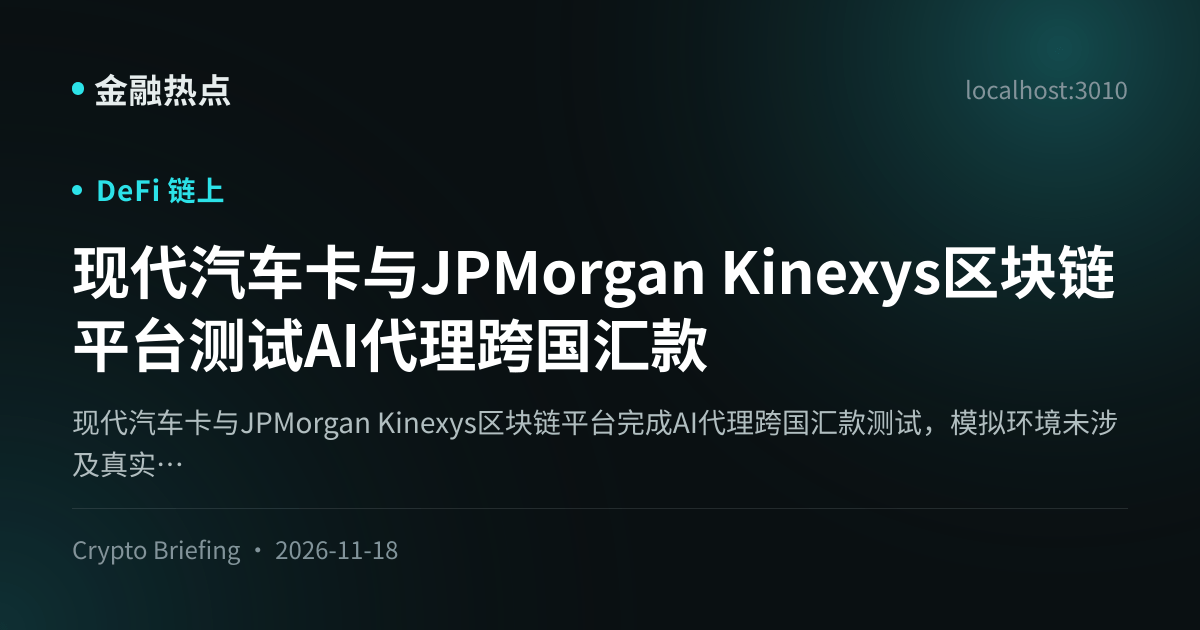 金融热点
localhost:3010
DeFi 链上
现代汽车卡与JPMorgan Kinexys区块链
平台测试AI代理跨国汇款
现代汽车卡与JPMorgan Kinexys区块链平台完成AI代理跨国汇款测试，模拟环境未涉
及真实…
Crypto Briefing · 2026-11-18